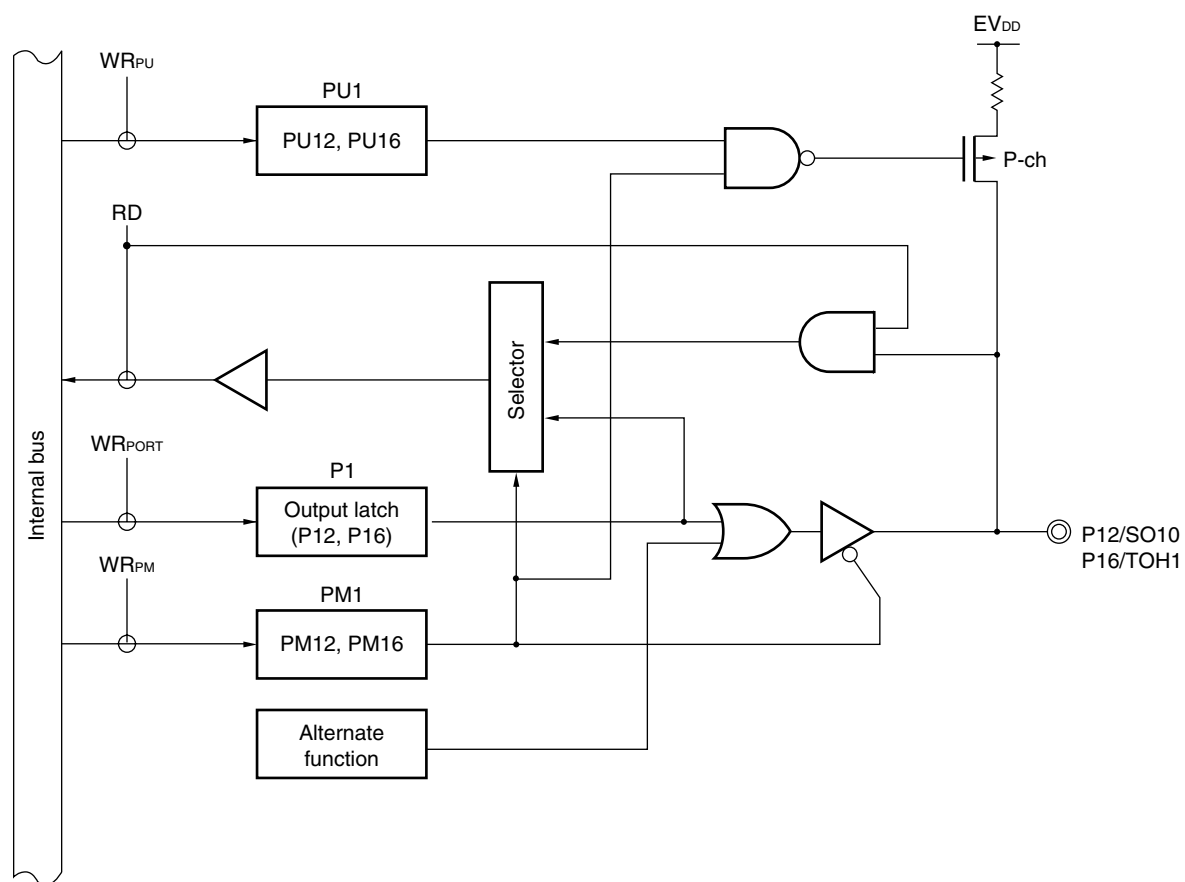 EVDD
WRPU
PU1
PU12, PU16
P-ch
RD
Selector
Internal bus
WRPORT
P1
Output latch
(P12, P16)
P12/SO10
P16/TOH1
WRPM
PM1
PM12, PM16
Alternate
function